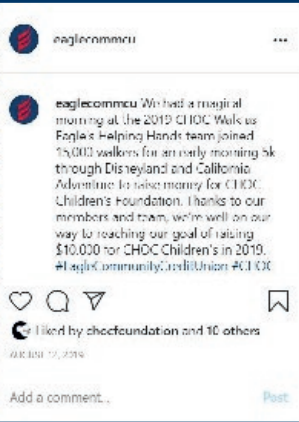 eaglecommcu
eaglecommcu We had a magical
morning at the 2019 CHOC Walk as
Eagle's Helping Hands team joined
15,000 walkers for an early morning 5k
through Disneyland and California
Adventure to raise money for CHOC
Children's Foundation. Thanks to our
members and team, we're well on our
way to reaching our goal of raising
$10,000 for CHOC Children's in 2019.
#EagleCommunityCreditUnion #CHOC
Liked by chocfoundation and 10 others
AUGUST 12, 2019
Add a comment...
Post